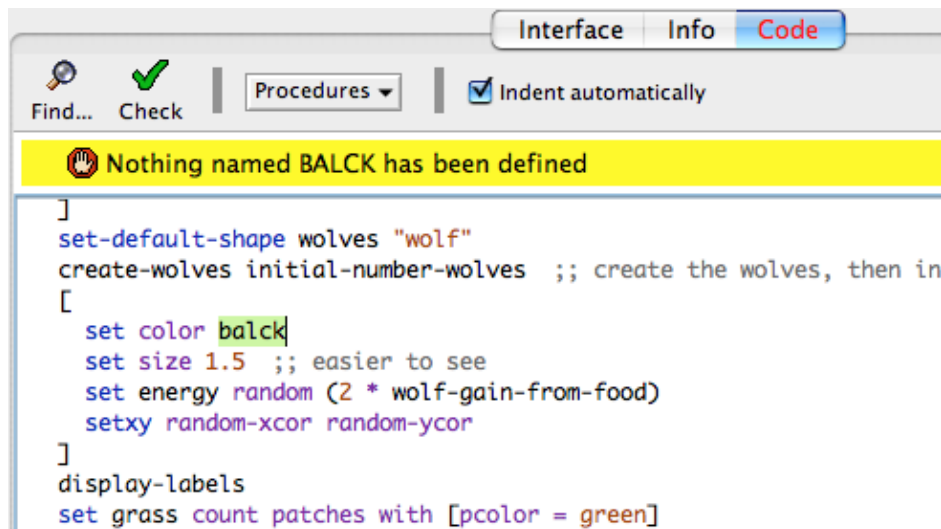 Interface Info Code
Find... Check Procedures Indent automatically
Nothing named BALCK has been defined
]
set-default-shape wolves "wolf"
create-wolves initial-number-wolves ;; create the wolves, then in
[
set color balck
set size 1.5 ;; easier to see
set energy random (2 * wolf-gain-from-food)
setxy random-xcor random-ycor
]
display-labels
set grass count patches with [pcolor = green]